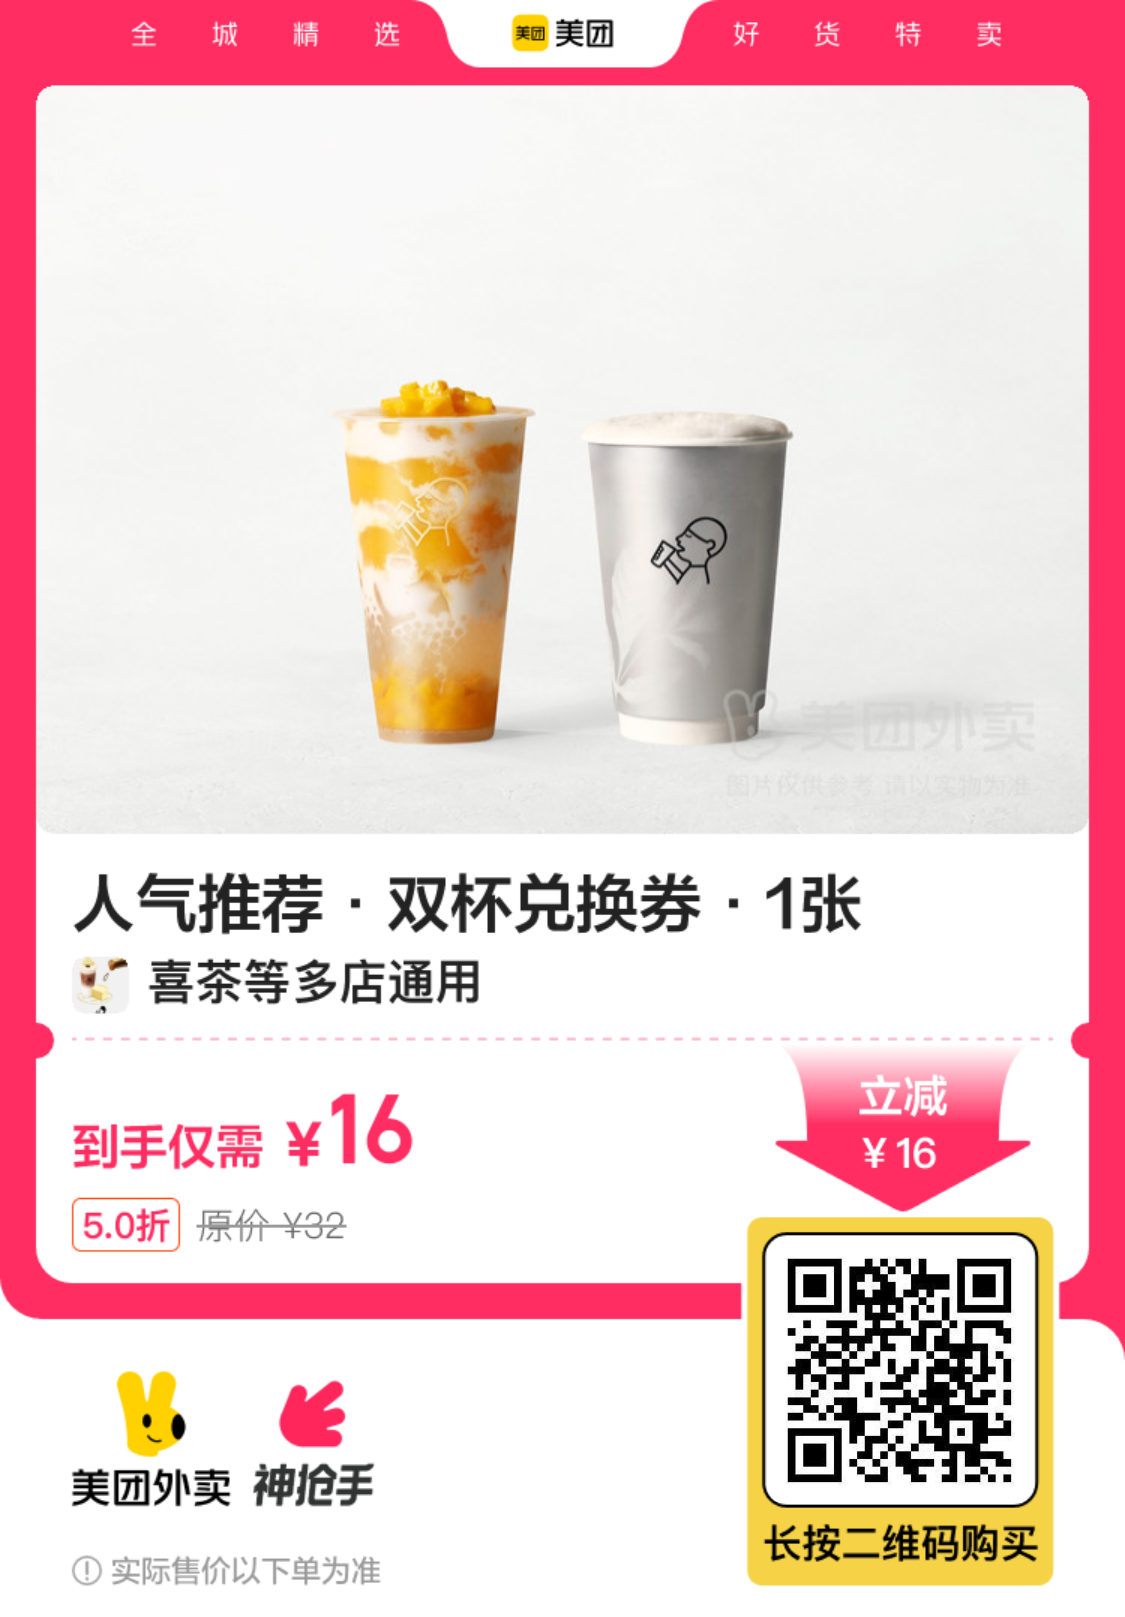 全城精选 美团 美团 好货特卖
美团外卖
图片仅供参考 请以实物为准
人气推荐 · 双杯兑换券 · 1张
喜茶等多店通用
立减
¥16
到手仅需 ¥16
5.0折 原价 ¥32
美团外卖 神抢手
长按二维码购买
实际售价以下单为准